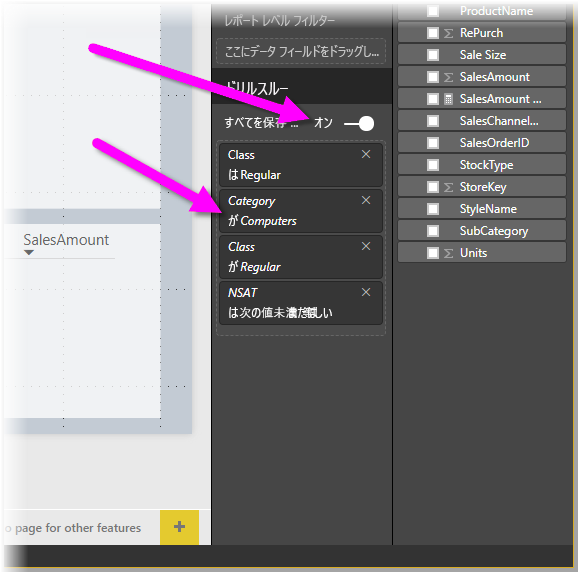 レポート レベル フィルター
ここにデータ フィールドをドラッグし...
ドリルスルー
すべてを保存 ... オン
Class
は Regular
Category
が Computers
Class
が Regular
NSAT
は次の値未満
SalesAmount
o page for other features
+
ProductName
RePurch
Sale Size
SalesAmount
SalesAmount ...
SalesChannel...
SalesOrderID
StockType
StoreKey
StyleName
SubCategory
Units